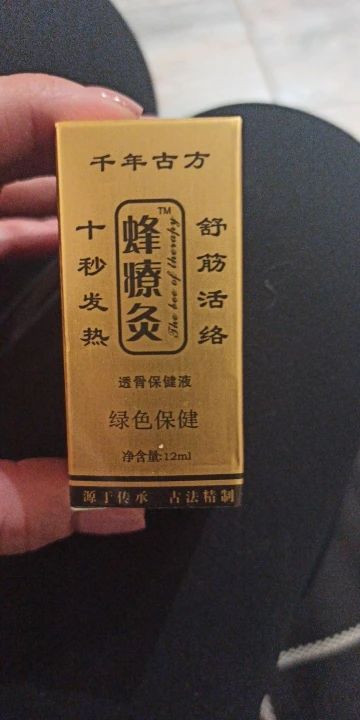 千年古方
十秒发热
TM
蜂燎灸
The bee of therapy
舒筋活络
透骨保健液
绿色保健
净含量:12ml
源于传承 古法精制